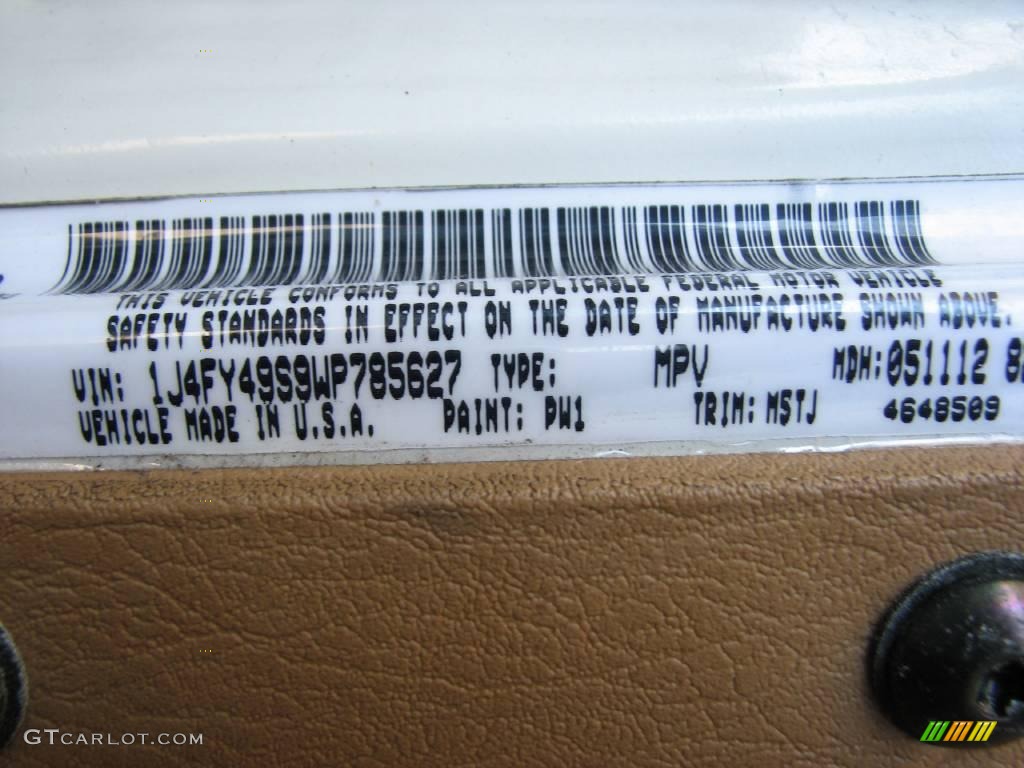 THIS VEHICLE CONFORMS TO ALL APPLICABLE FEDERAL MOTOR VEHICLE
SAFETY STANDARDS IN EFFECT ON THE DATE OF MANUFACTURE SHOWN ABOVE.
VIN: 1J4FY49S9WP785627 TYPE: MPV MDH:051112
VEHICLE MADE IN U.S.A. PAINT: PW1 TRIM: M5TJ 4648509
GTCARLOT.COM